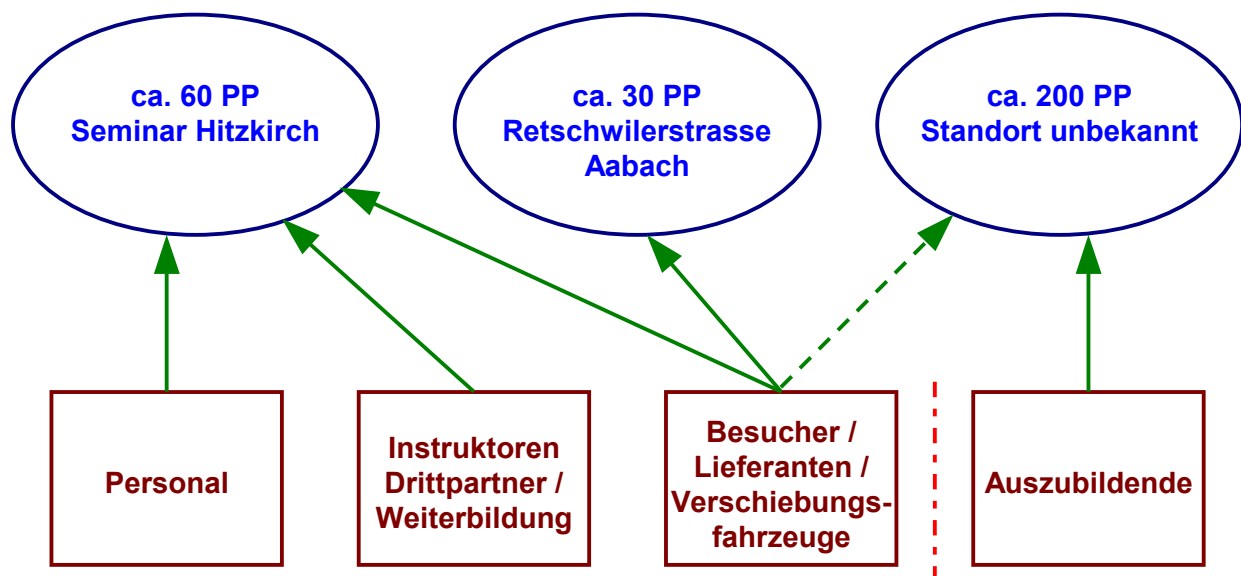 ca. 60 PP
Seminar Hitzkirch
ca. 30 PP
Retschwilerstrasse
Aabach
ca. 200 PP
Standort unbekannt
Personal
Instruktoren
Drittpartner /
Weiterbildung
Besucher /
Lieferanten /
Verschiebungs-
fahrzeuge
Auszubildende